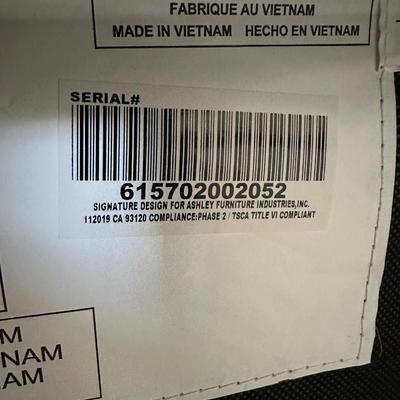 FABRIQUE AU VIETNAM
MADE IN VIETNAM HECHO EN VIETNAM
SERIAL#
615702002052
SIGNATURE DESIGN FOR ASHLEY FURNITURE INDUSTRIES,INC.
112019 CA 93120 COMPLIANCE:PHASE 2 / TSCA TITLE VI COMPLIANT
M
NAM
AM